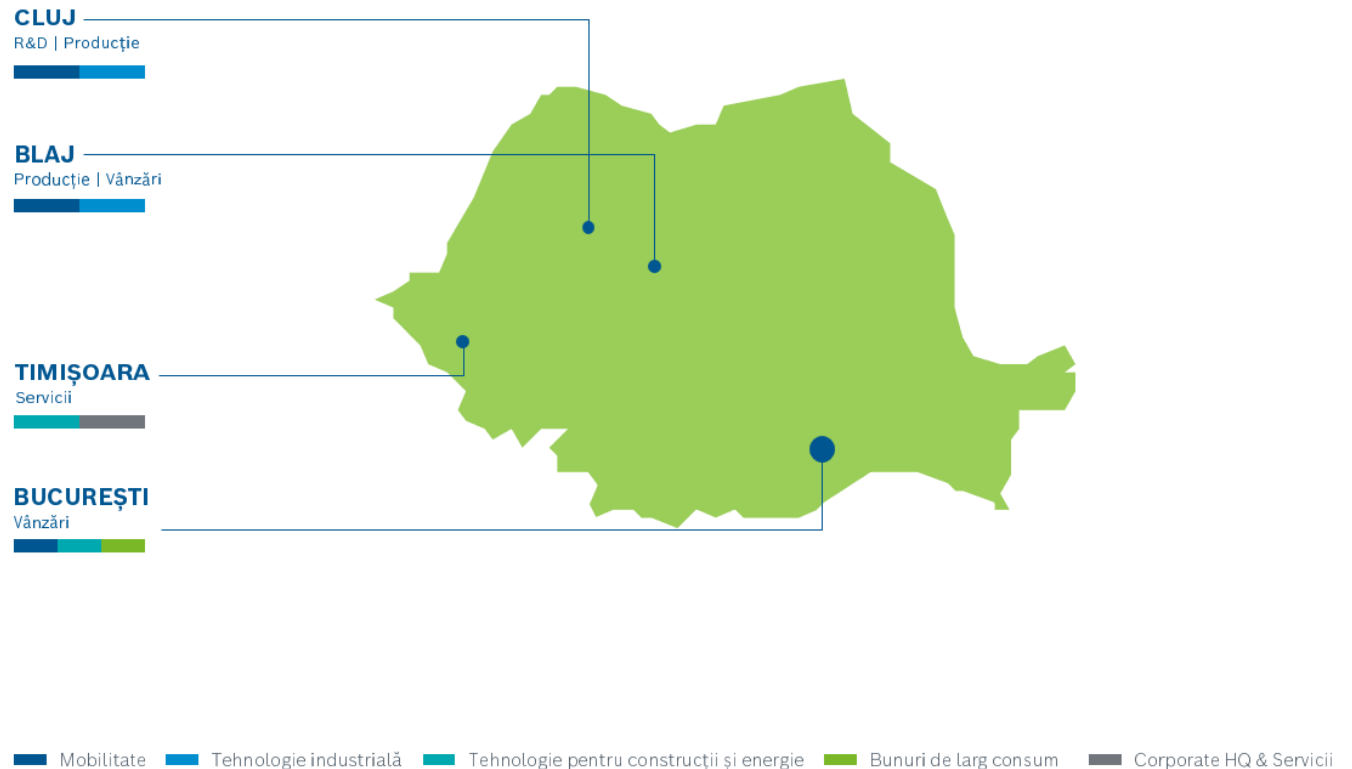 CLUJ
R&D | Producție
BLAJ
Producție | Vânzări
TIMIȘOARA
Servicii
BUCUREȘTI
Vânzări
Mobilitate
Tehnologie industrială
Tehnologie pentru construcții și energie
Bunuri de larg consum
Corporate HQ & Servicii